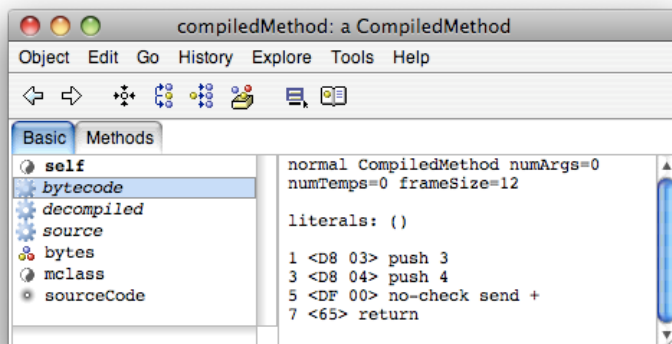 compiledMethod: a CompiledMethod
Object Edit Go History Explore Tools Help
Basic Methods
self
bytecode
decompiled
source
bytes
mclass
sourceCode
normal CompiledMethod numArgs=0
numTemps=0 frameSize=12
literals: ()
1 <D8 03> push 3
3 <D8 04> push 4
5 <DF 00> no-check send +
7 <65> return